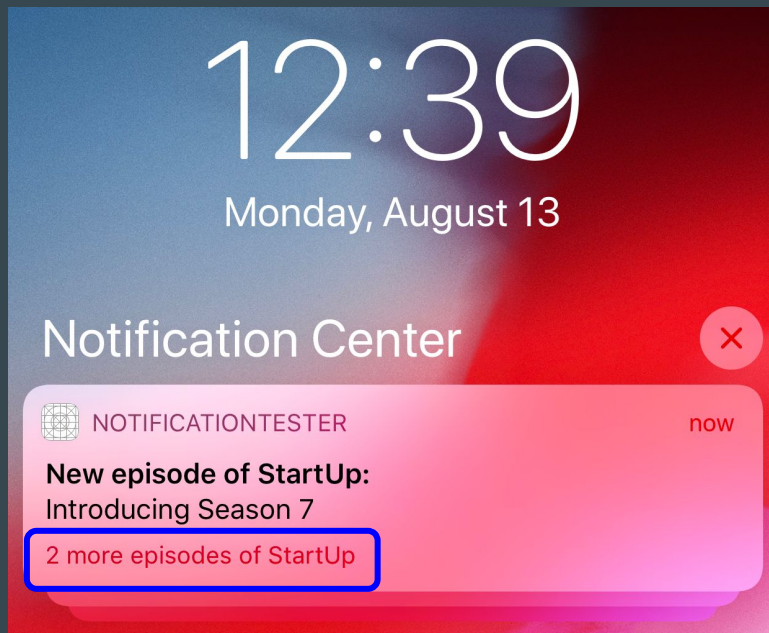 12:39
Monday, August 13
Notification Center
NOTIFICATIONTESTER now
New episode of StartUp:
Introducing Season 7
2 more episodes of StartUp